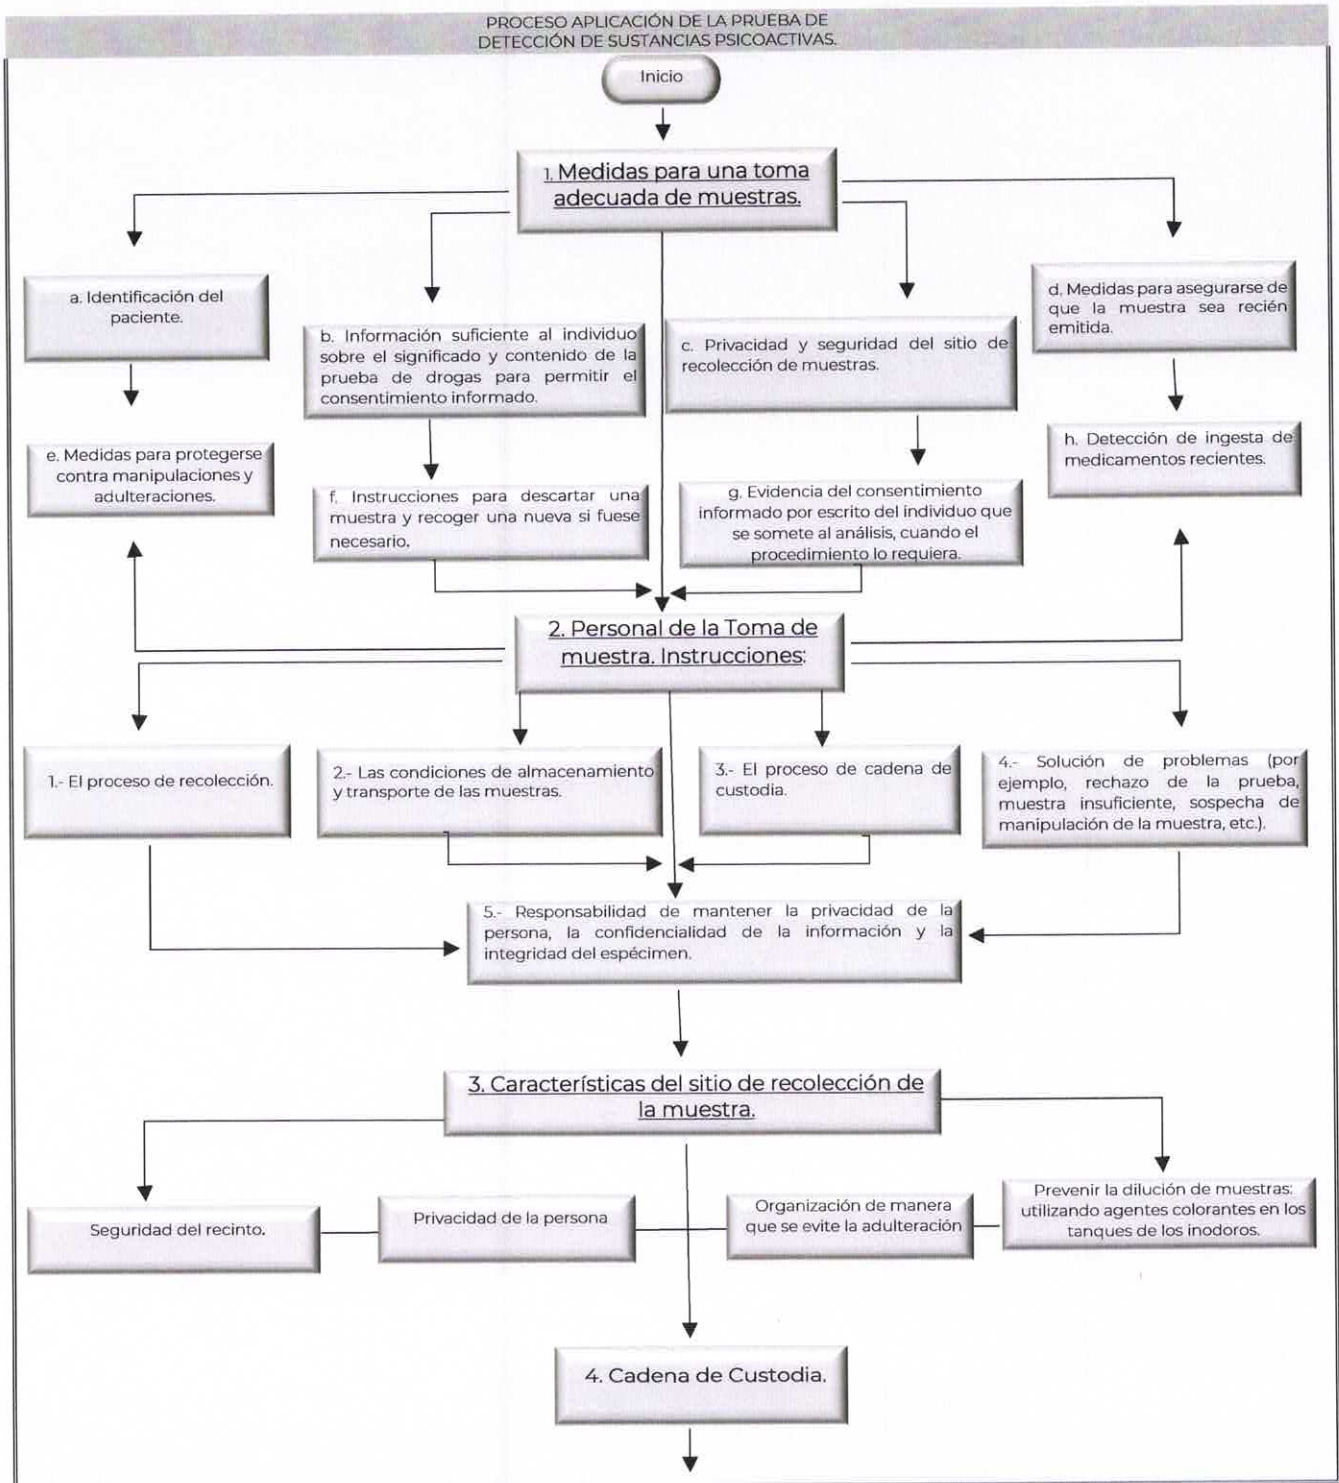 PROCESO APLICACIÓN DE LA PRUEBA DE
DETECCIÓN DE SUSTANCIAS PSICOACTIVAS.
Inicio
1. Medidas para una toma
adecuada de muestras.
a. Identificación del
paciente.
b. Información suficiente al individuo
sobre el significado y contenido de la
prueba de drogas para permitir el
consentimiento informado.
c. Privacidad y seguridad del sitio de
recolección de muestras.
d. Medidas para asegurarse de
que la muestra sea recién
emitida.
e. Medidas para protegerse
contra manipulaciones y
adulteraciones.
f. Instrucciones para descartar una
muestra y recoger una nueva si fuese
necesario.
g. Evidencia del consentimiento
informado por escrito del individuo que
se somete al análisis, cuando el
procedimiento lo requiera.
h. Detección de ingesta de
medicamentos recientes.
2. Personal de la Toma de
muestra. Instrucciones:
1.- El proceso de recolección.
2.- Las condiciones de almacenamiento
y transporte de las muestras.
3.- El proceso de cadena de
custodia.
4.- Solución de problemas (por
ejemplo, rechazo de la prueba,
muestra insuficiente, sospecha de
manipulación de la muestra, etc.).
5.- Responsabilidad de mantener la privacidad de la
persona, la confidencialidad de la información y la
integridad del espécimen.
3. Características del sitio de recolección de
la muestra.
Seguridad del recinto.
Privacidad de la persona
Organización de manera
que se evite la adulteración
Prevenir la dilución de muestras:
utilizando agentes colorantes en los
tanques de los inodoros.
4. Cadena de Custodia.